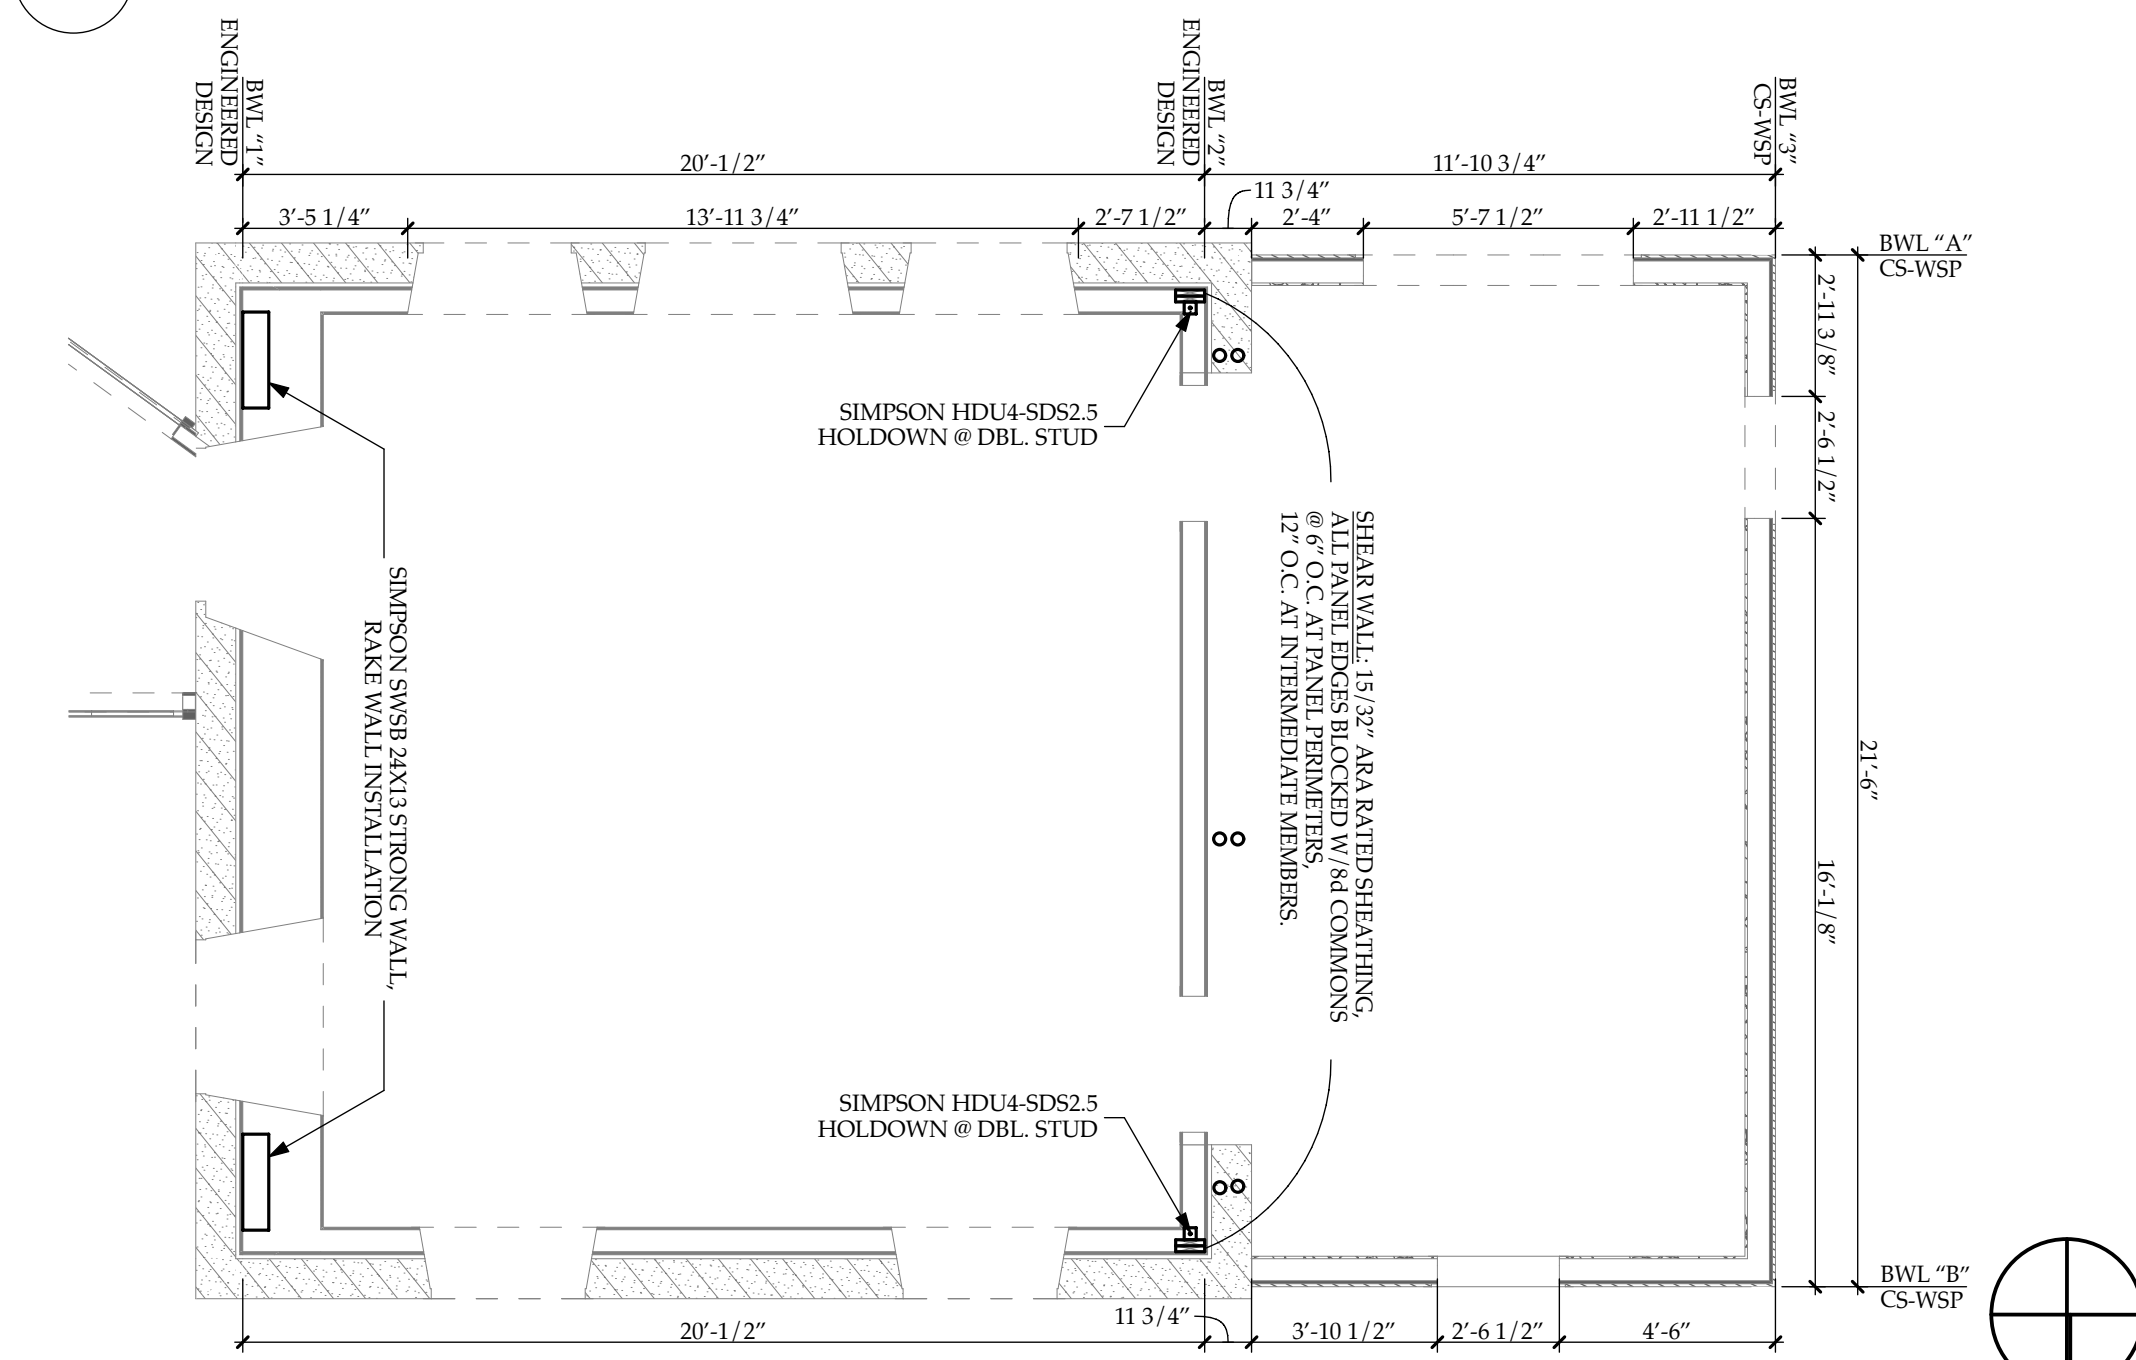 BWL “1”
ENGINEERED
DESIGN
BWL “2”
ENGINEERED
DESIGN
BWL “3”
CS-WSP
20’-1/2”
11’-10 3/4”
11 3/4”
3’-5 1/4”
13’-11 3/4”
2’-7 1/2”
2’-4”
5’-7 1/2”
2’-11 1/2”
BWL “A”
CS-WSP
2’-11 3/8”
2’-6 1/2”
21’-6”
16’-1/8”
SIMPSON HDU4-SDS2.5
HOLDOWN @ DBL. STUD
SHEAR WALL: 15/32” ARA RATED SHEATHING,
ALL PANEL EDGES BLOCKED W/8d COMMONS
@ 6” O.C. AT PANEL PERIMETERS,
12” O.C. AT INTERMEDIATE MEMBERS.
SIMPSON SWSB 24X13 STRONG WALL,
RAKE WALL INSTALLATION
SIMPSON HDU4-SDS2.5
HOLDOWN @ DBL. STUD
BWL “B”
CS-WSP
20’-1/2”
11 3/4”
3’-10 1/2”
2’-6 1/2”
4’-6”